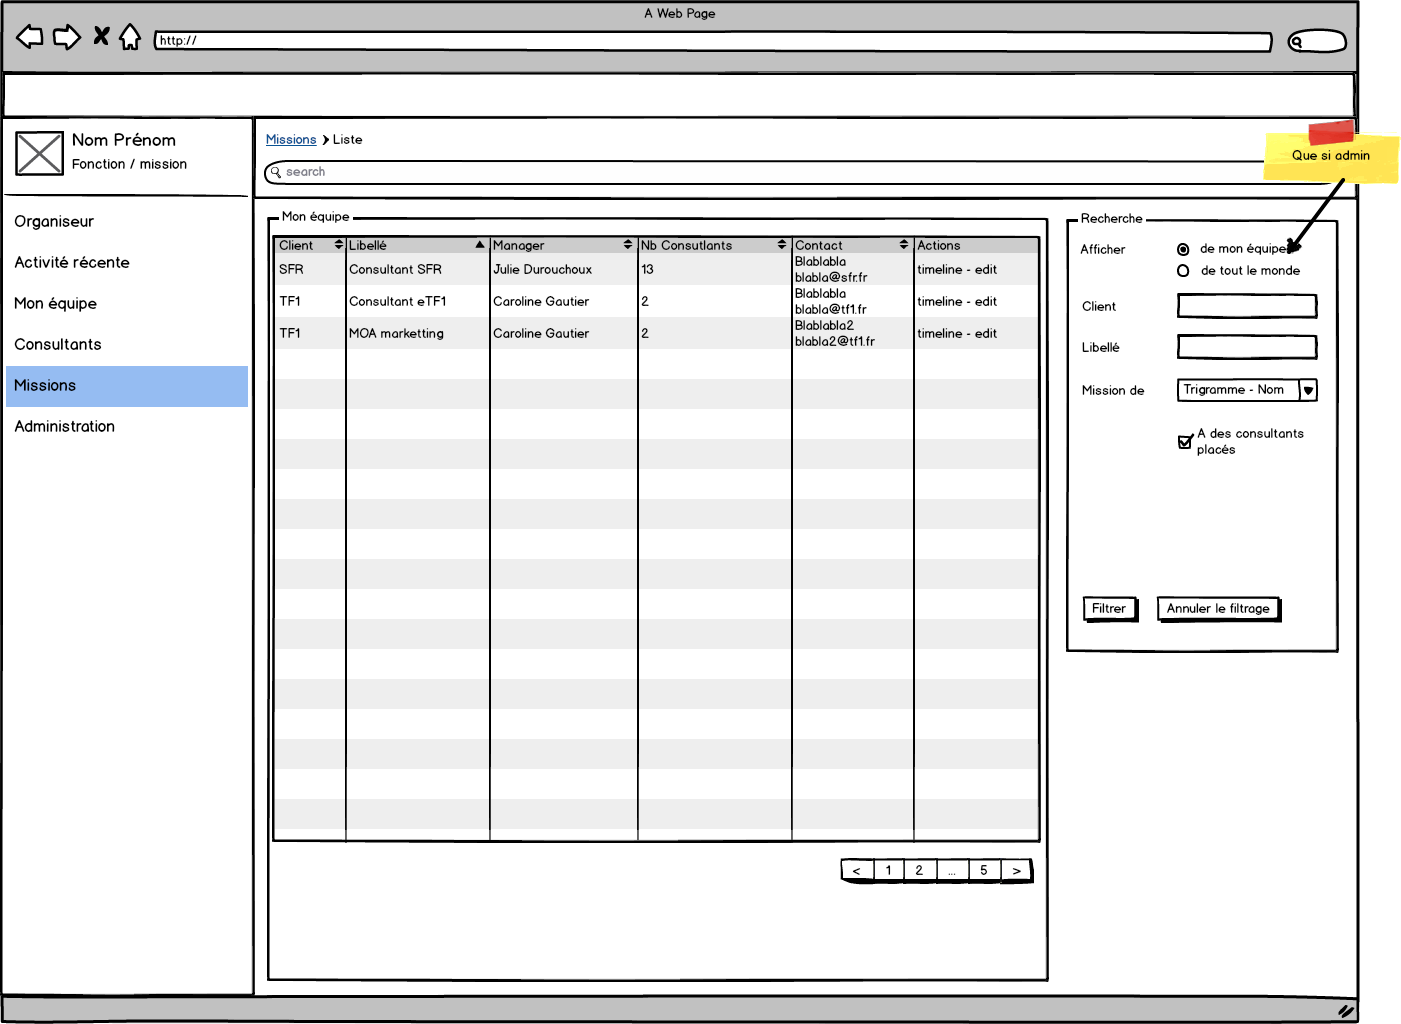 A Web Page
http://
Nom Prénom
Fonction / mission
Organiseur
Activité récente
Mon équipe
Consultants
Missions
Administration
Missions Liste
search
Que si admin
Mon équipe
Client Libellé Manager Nb Consutlants Contact Actions
SFR Consultant SFR Julie Durouchoux 13 Blablabla blabla@sfr.fr timeline - edit
TF1 Consultant eTF1 Caroline Gautier 2 Blablabla blabla@tf1.fr timeline - edit
TF1 MOA marketting Caroline Gautier 2 Blablabla2 blabla2@tf1.fr timeline - edit
< 1 2 ... 5 >
Recherche
Afficher de mon équipe
de tout le monde
Client
Libellé
Mission de Trigramme - Nom
A des consultants
placés
Filtrer Annuler le filtrage